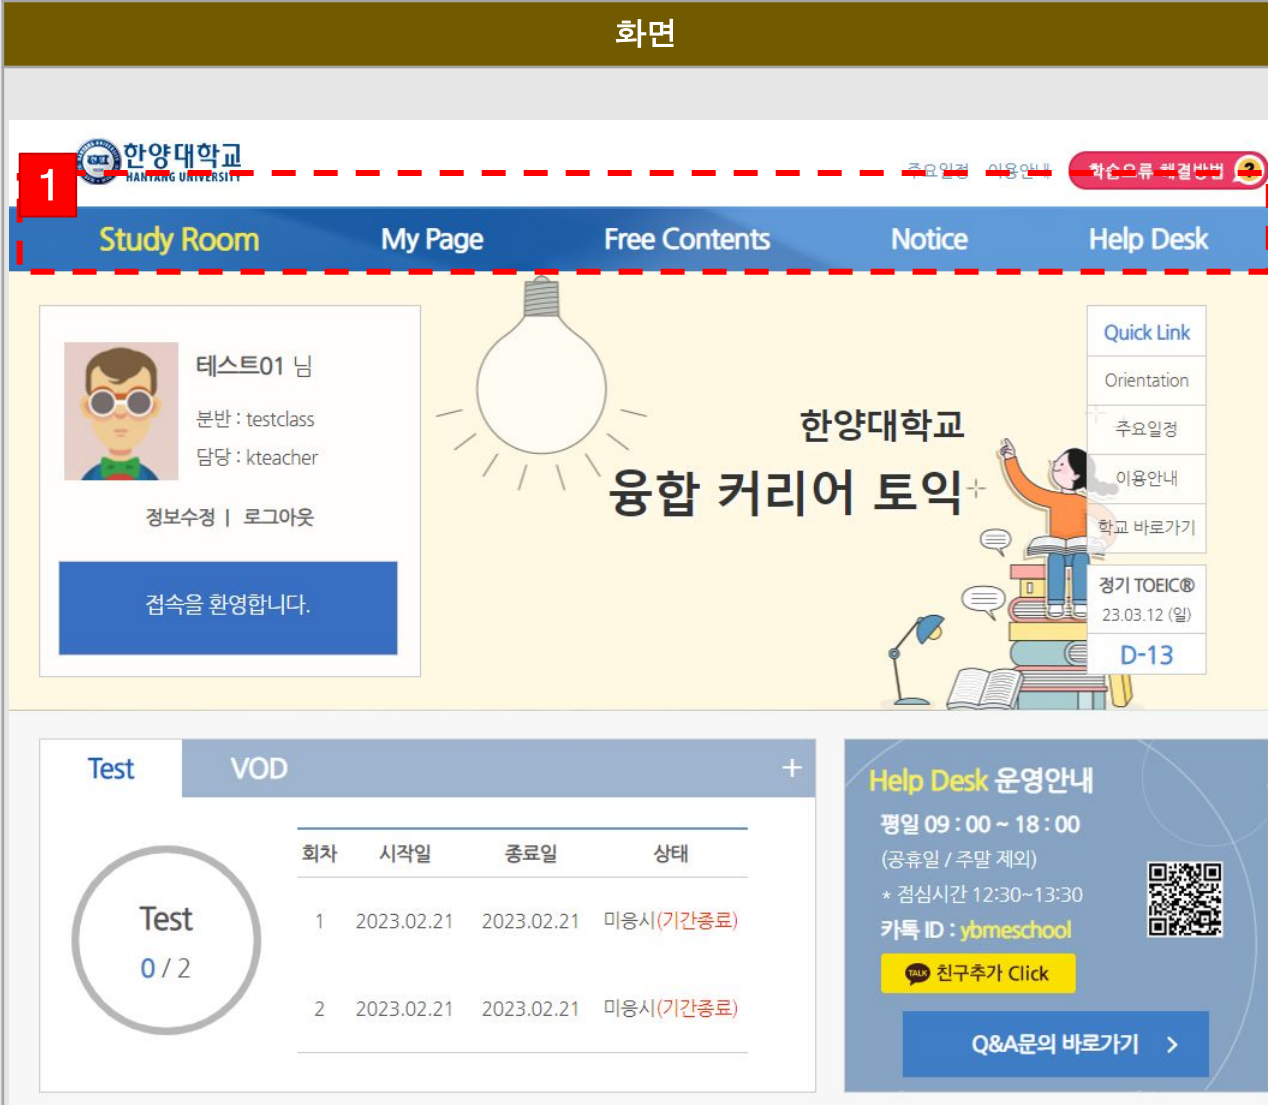 화면
한양대학교
HANYANG UNIVERSITY
주요일정 이용안내 학습오류 해결방법 ?
1
Study Room My Page Free Contents Notice Help Desk
테스트01 님
분반 : testclass
담당 : kteacher
정보수정 | 로그아웃
접속을 환영합니다.
한양대학교
융합 커리어 토익
Quick Link
Orientation
주요일정
이용안내
학교 바로가기
정기 TOEIC®
23.03.12 (일)
D-13
Test VOD +
Test
0 / 2
회차 시작일 종료일 상태
1 2023.02.21 2023.02.21 미응시(기간종료)
2 2023.02.21 2023.02.21 미응시(기간종료)
Help Desk 운영안내
평일 09 : 00 ~ 18 : 00
(공휴일 / 주말 제외)
* 점심시간 12:30~13:30
카톡 ID : ybmeschool
TALK 친구추가 Click
Q&A문의 바로가기 >